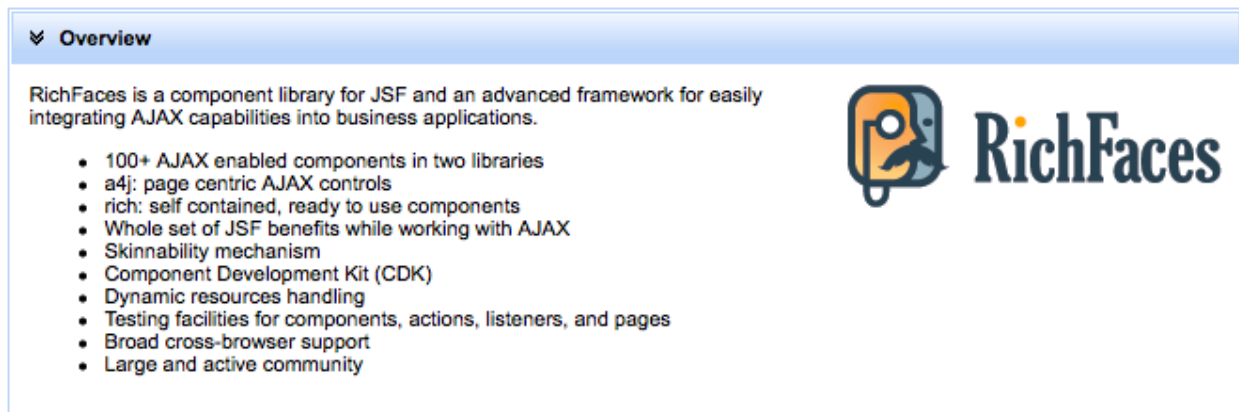 Overview
RichFaces is a component library for JSF and an advanced framework for easily
integrating AJAX capabilities into business applications.
RichFaces
• 100+ AJAX enabled components in two libraries
• a4j: page centric AJAX controls
• rich: self contained, ready to use components
• Whole set of JSF benefits while working with AJAX
• Skinnability mechanism
• Component Development Kit (CDK)
• Dynamic resources handling
• Testing facilities for components, actions, listeners, and pages
• Broad cross-browser support
• Large and active community